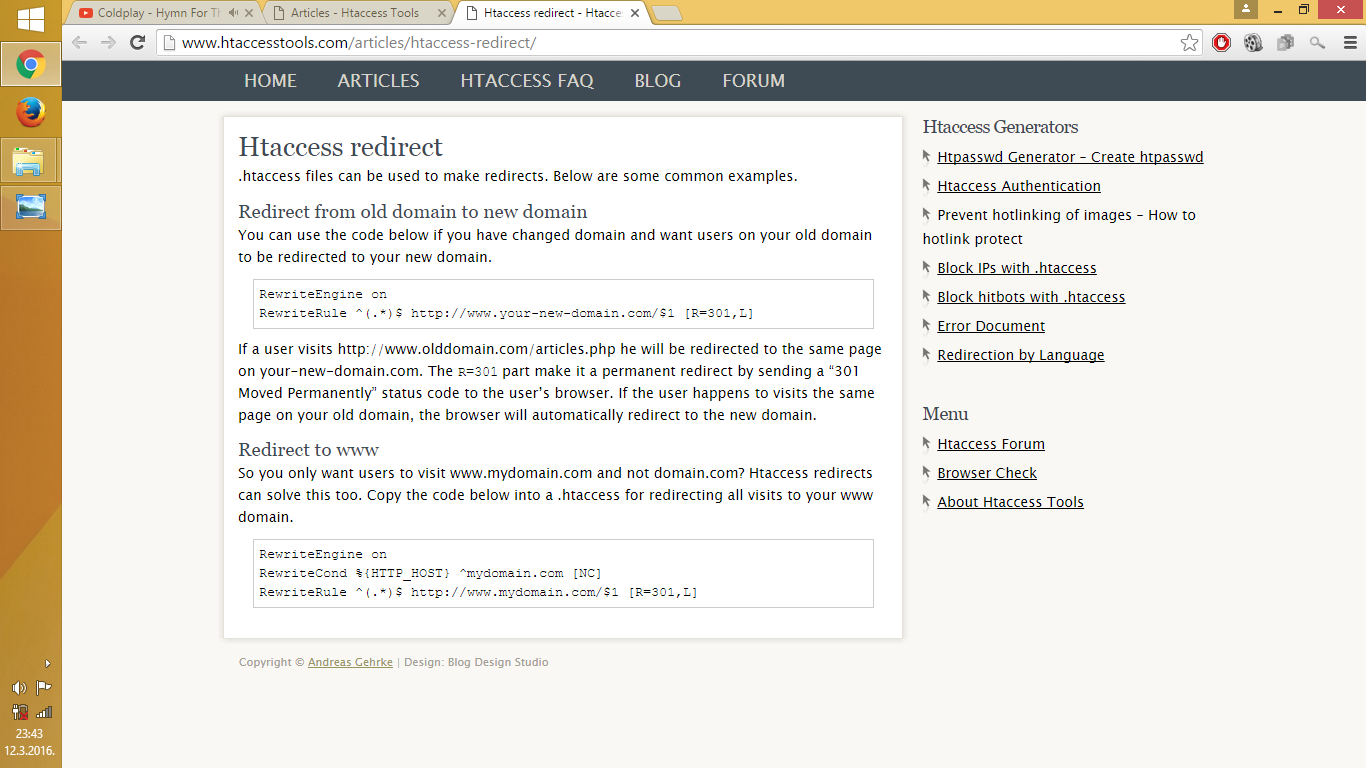 Coldplay - Hymn For Th
Articles - Htaccess Tools
Htaccess redirect - Htacce
www.htaccesstools.com/articles/htaccess-redirect/
HOME
ARTICLES
HTACCESS FAQ
BLOG
FORUM
Htaccess redirect
.htaccess files can be used to make redirects. Below are some common examples.
Redirect from old domain to new domain
You can use the code below if you have changed domain and want users on your old domain
to be redirected to your new domain.
RewriteEngine on
RewriteRule ^(.*)$ http://www.your-new-domain.com/$1 [R=301,L]
If a user visits http://www.olddomain.com/articles.php he will be redirected to the same page
on your-new-domain.com. The R=301 part make it a permanent redirect by sending a “301
Moved Permanently” status code to the user’s browser. If the user happens to visits the same
page on your old domain, the browser will automatically redirect to the new domain.
Redirect to www
So you only want users to visit www.mydomain.com and not domain.com? Htaccess redirects
can solve this too. Copy the code below into a .htaccess for redirecting all visits to your www
domain.
RewriteEngine on
RewriteCond %{HTTP_HOST} ^mydomain.com [NC]
RewriteRule ^(.*)$ http://www.mydomain.com/$1 [R=301,L]
Copyright © Andreas Gehrke | Design: Blog Design Studio
Htaccess Generators
Htpasswd Generator – Create htpasswd
Htaccess Authentication
Prevent hotlinking of images – How to
hotlink protect
Block IPs with .htaccess
Block hitbots with .htaccess
Error Document
Redirection by Language
Menu
Htaccess Forum
Browser Check
About Htaccess Tools
23:43
12.3.2016.